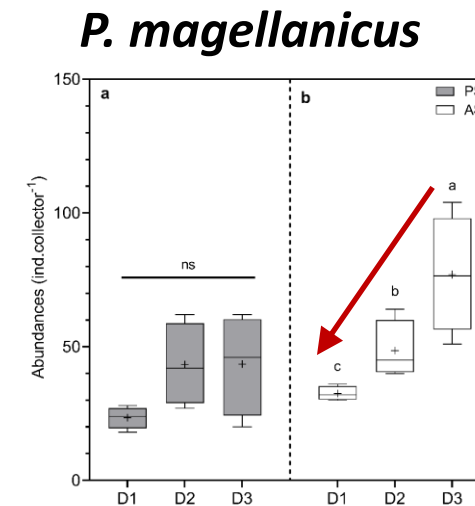 P. magellanicus
150
a
b
100
a
Abundances (ind.collector⁻¹)
ns
b
50
c
0
D1 D2 D3 D1 D2 D3